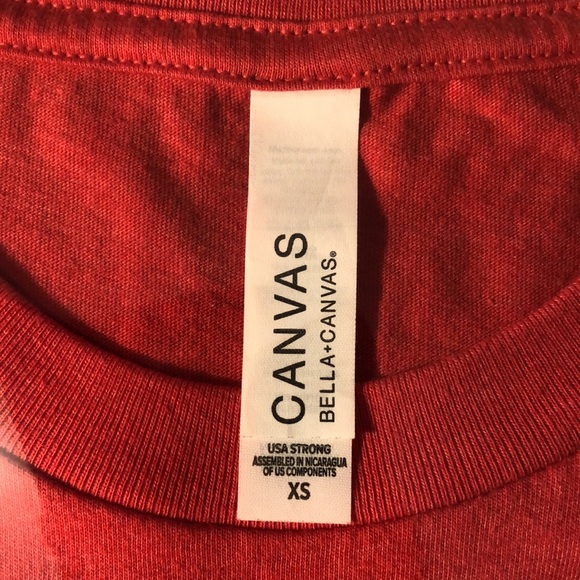 CANVAS
BELLA+CANVAS®
USA STRONG
ASSEMBLED IN NICARAGUA
OF US COMPONENTS
XS